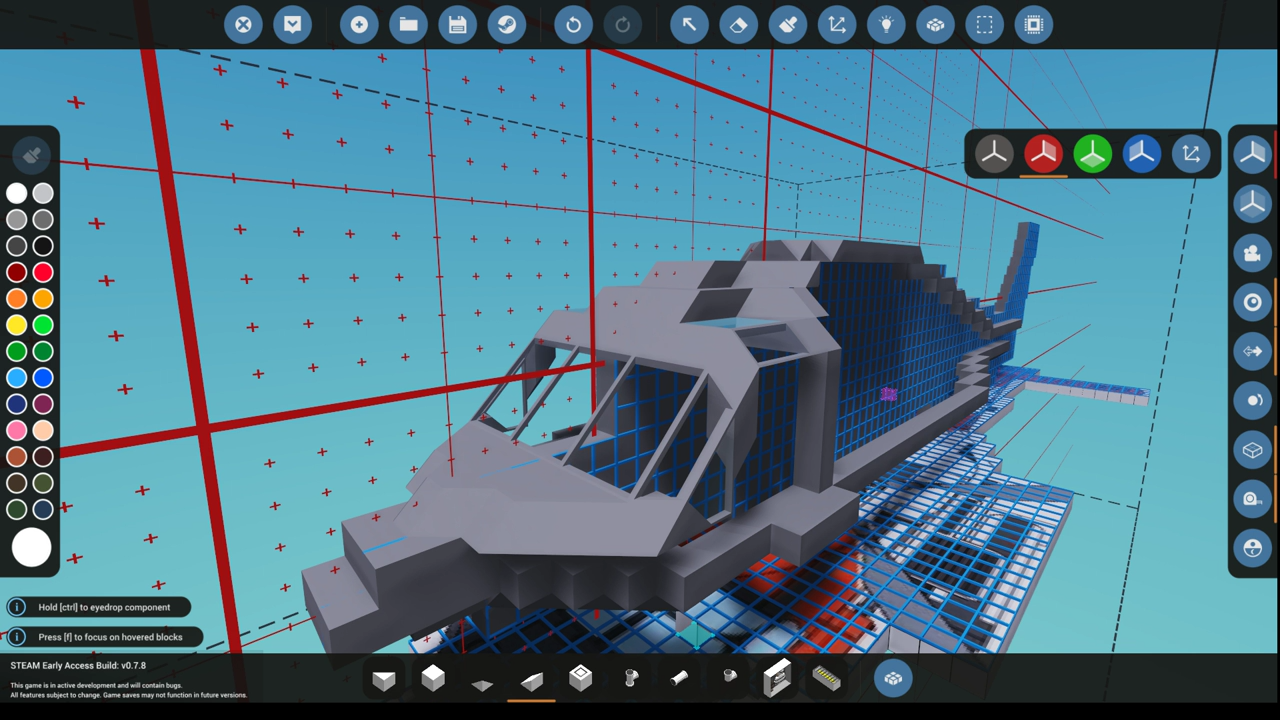 Hold [ctrl] to eyedrop component
Press [f] to focus on hovered blocks
STEAM Early Access Build: v0.7.8
This game is in active development and will contain bugs.
All features subject to change. Game saves may not function in future versions.